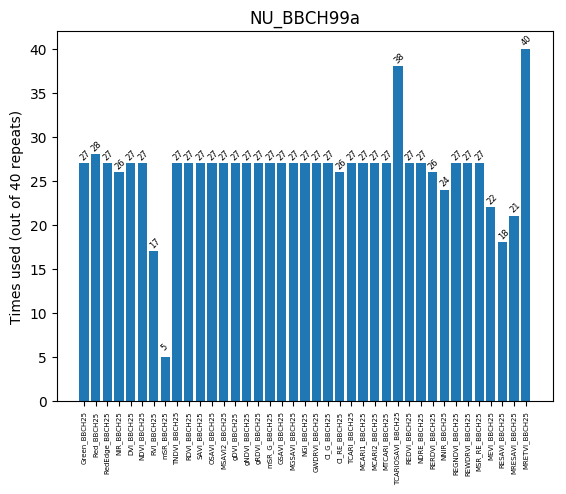 NU_BBCH99a
Times used (out of 40 repeats)
40
35
30
25
20
15
10
5
0
27
28
27
26
27
27
17
5
27
27
27
27
27
27
27
27
27
27
27
27
27
27
26
27
27
27
27
38
27
27
26
24
27
27
27
22
18
21
40
Green_BBCH25
Red_BBCH25
RedEdge_BBCH25
NIR_BBCH25
DVI_BBCH25
NDVI_BBCH25
RVI_BBCH25
mSR_BBCH25
TNDVI_BBCH25
RDVI_BBCH25
SAVI_BBCH25
OSAVI_BBCH25
MSAVI2_BBCH25
gDVI_BBCH25
gNDVI_BBCH25
gRDVI_BBCH25
mSR_G_BBCH25
GSAVI_BBCH25
MGSAVI_BBCH25
NGI_BBCH25
GWDRVI_BBCH25
CI_G_BBCH25
CI_RE_BBCH25
TCARI_BBCH25
MCARI1_BBCH25
MCARI2_BBCH25
MTCARI_BBCH25
TCARIOSAVI_BBCH25
REDVI_BBCH25
NDRE_BBCH25
RERDVI_BBCH25
NNIR_BBCH25
REGNDVI_BBCH25
REWDRVI_BBCH25
MSR_RE_BBCH25
MEVI_BBCH25
RESAVI_BBCH25
MRESAVI_BBCH25
MRETVI_BBCH25